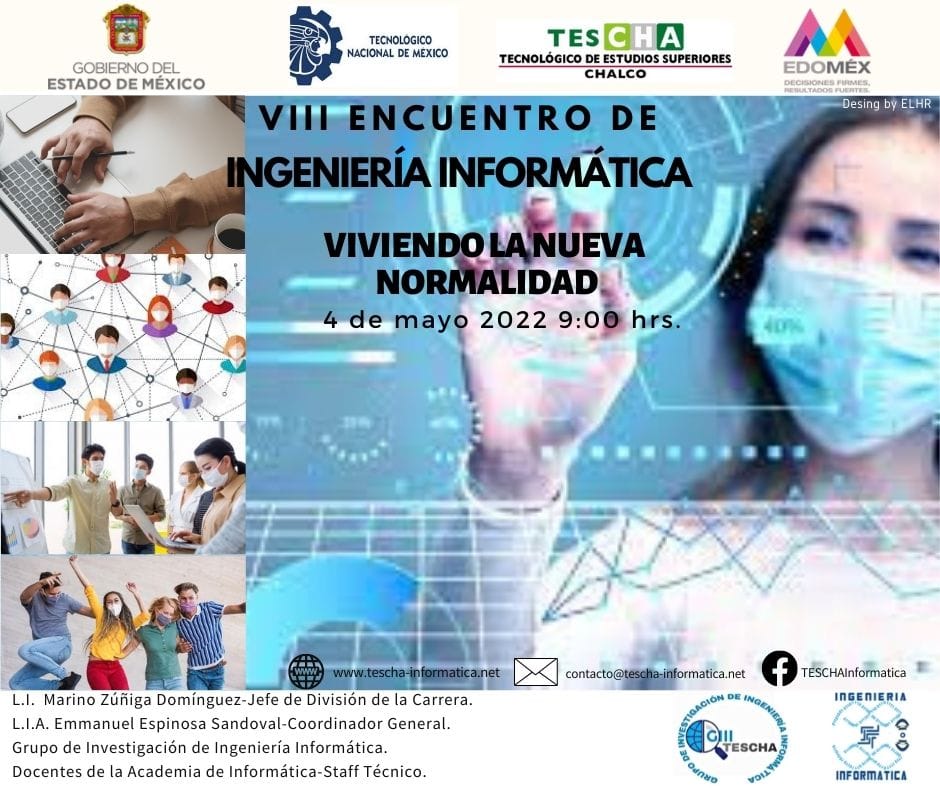 GOBIERNO DEL
ESTADO DE MÉXICO
TECNOLÓGICO
NACIONAL DE MÉXICO
TESCHA
TECNOLÓGICO DE ESTUDIOS SUPERIORES
CHALCO
EDOMÉX
DECISIONES FIRMES,
RESULTADOS FUERTES.
Desing by ELHR
VIII ENCUENTRO DE
INGENIERÍA INFORMÁTICA
VIVIENDO LA NUEVA
NORMALIDAD
4 de mayo 2022 9:00 hrs.
40%
www.tescha-informatica.net
contacto@tescha-informatica.net
TESCHAInformatica
L.I. Marino Zúñiga Domínguez-Jefe de División de la Carrera.
L.I.A. Emmanuel Espinosa Sandoval-Coordinador General.
Grupo de Investigación de Ingeniería Informática.
Docentes de la Academia de Informática-Staff Técnico.
GRUPO DE INVESTIGACIÓN DE INGENIERÍA INFORMÁTICA
GIII
TESCHA
INGENIERIA
INFORMATICA